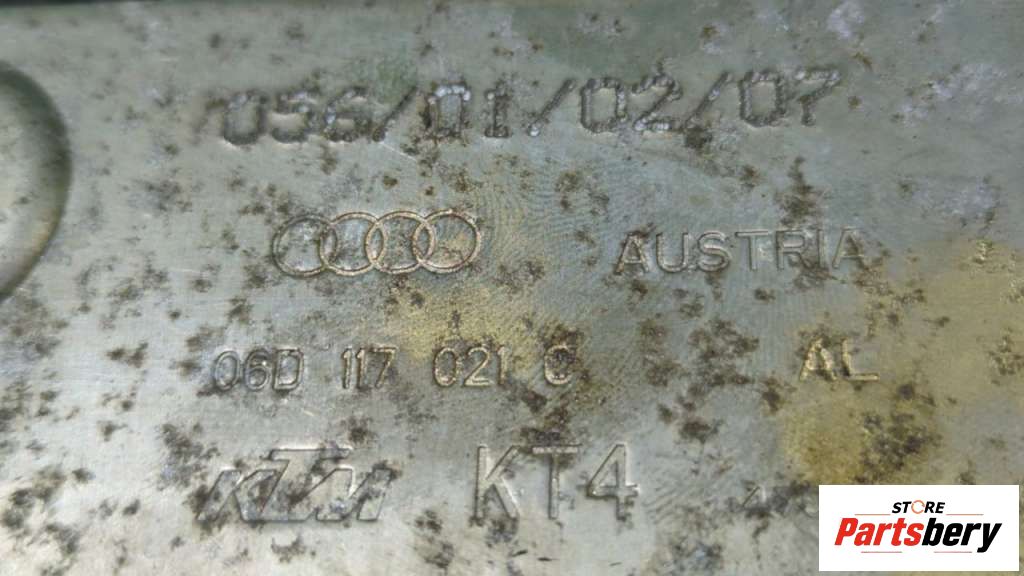 056/01/02/07
AUSTRIA
06D 117 021 C AL
KTM KT4
STORE
Partsbery